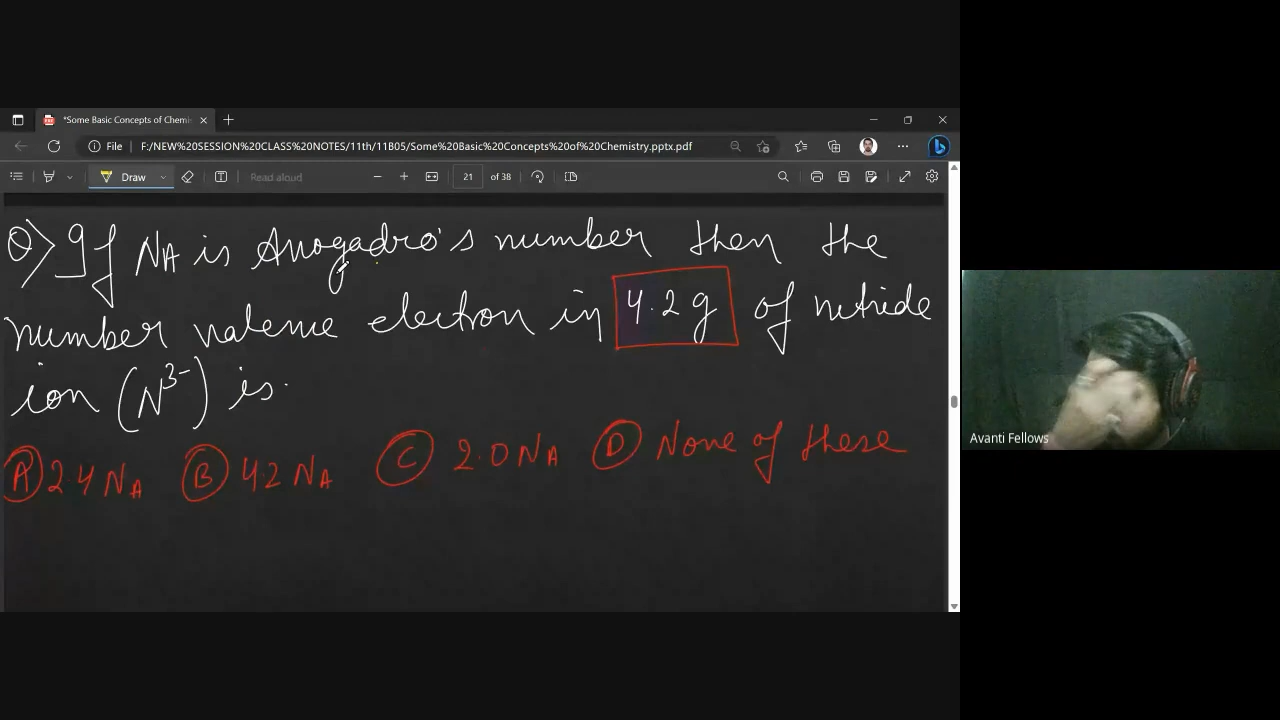 *Some Basic Concepts of Chemis
File
F:/NEW%20SESSION%20CLASS%20NOTES/11th/11B05/Some%20Basic%20Concepts%20of%20Chemistry.pptx.pdf
Draw
Read aloud
21 of 38
Q> If NA is Avogadro's number then the
number valence electron in 4.2 g of nitride
ion (N³⁻) is
(A) 2.4 NA (B) 4.2 NA (C) 2.0 NA (D) None of these
Avanti Fellows